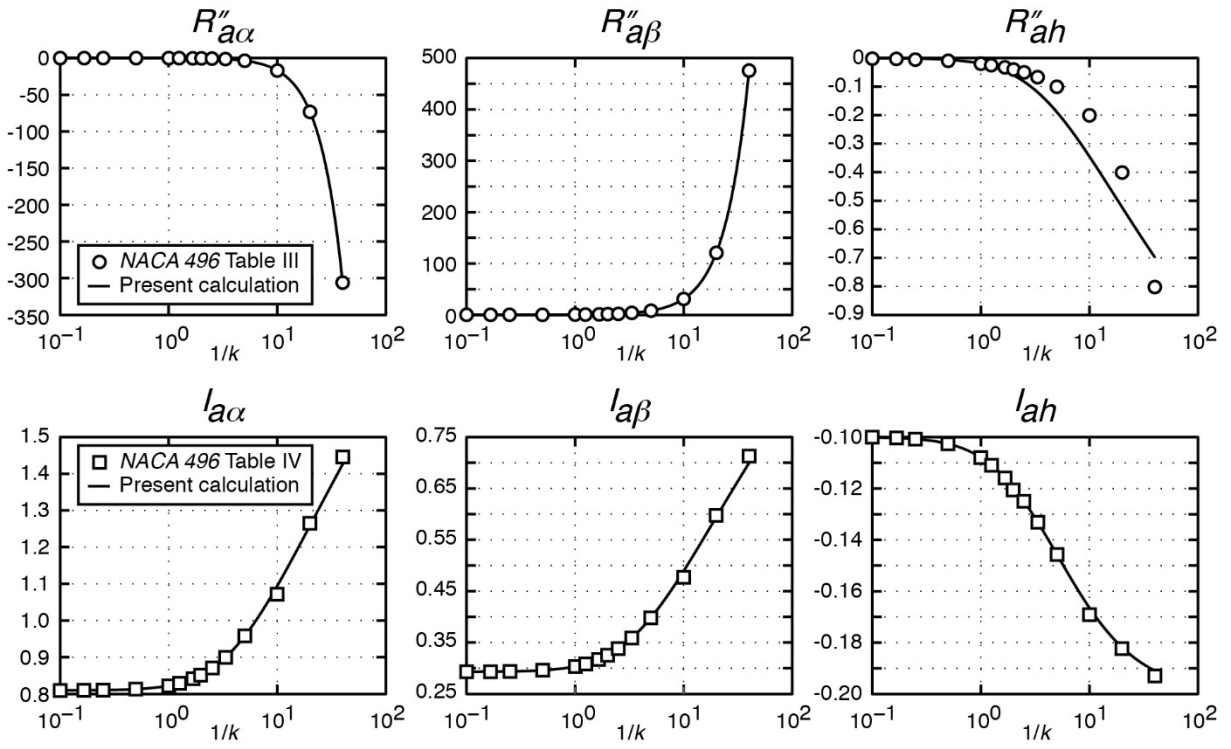 R″aα
0
-50
-100
-150
-200
-250
-300
-350
NACA 496 Table III
Present calculation
10⁻¹ 10⁰ 10¹ 10²
1/k
R″aβ
500
400
300
200
100
0
10⁻¹ 10⁰ 10¹ 10²
1/k
R″ah
0
-0.1
-0.2
-0.3
-0.4
-0.5
-0.6
-0.7
-0.8
-0.9
10⁻¹ 10⁰ 10¹ 10²
1/k
Iaα
1.5
1.4
1.3
1.2
1.1
1.0
0.9
0.8
NACA 496 Table IV
Present calculation
10⁻¹ 10⁰ 10¹ 10²
1/k
Iaβ
0.75
0.65
0.55
0.45
0.35
0.25
10⁻¹ 10⁰ 10¹ 10²
1/k
Iah
-0.10
-0.12
-0.14
-0.16
-0.18
-0.20
10⁻¹ 10⁰ 10¹ 10²
1/k